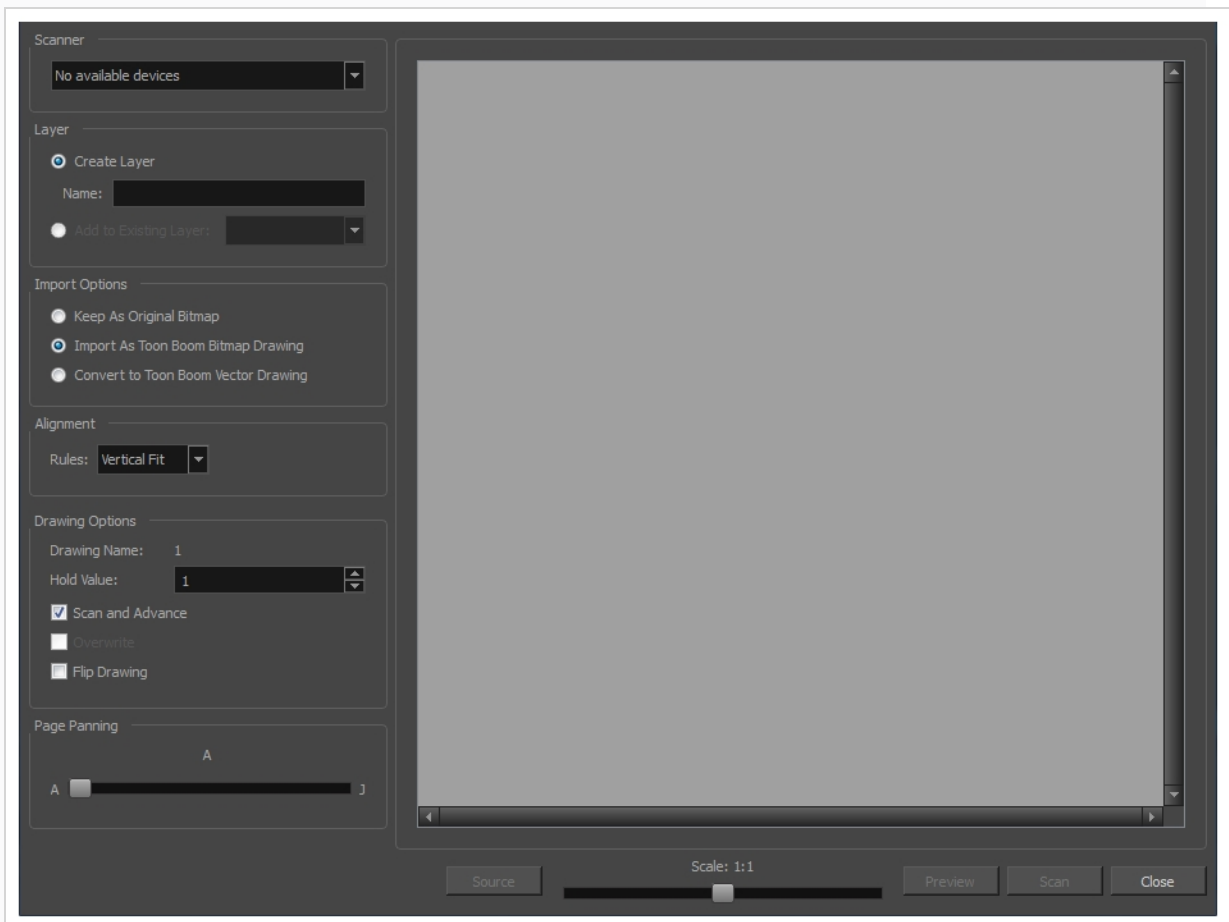 Scanner
No available devices
Layer
Create Layer
Name:
Add to Existing Layer:
Import Options
Keep As Original Bitmap
Import As Toon Boom Bitmap Drawing
Convert to Toon Boom Vector Drawing
Alignment
Rules: Vertical Fit
Drawing Options
Drawing Name: 1
Hold Value: 1
Scan and Advance
Overwrite
Flip Drawing
Page Panning
A
A J
Scale: 1:1
Source Preview Scan Close